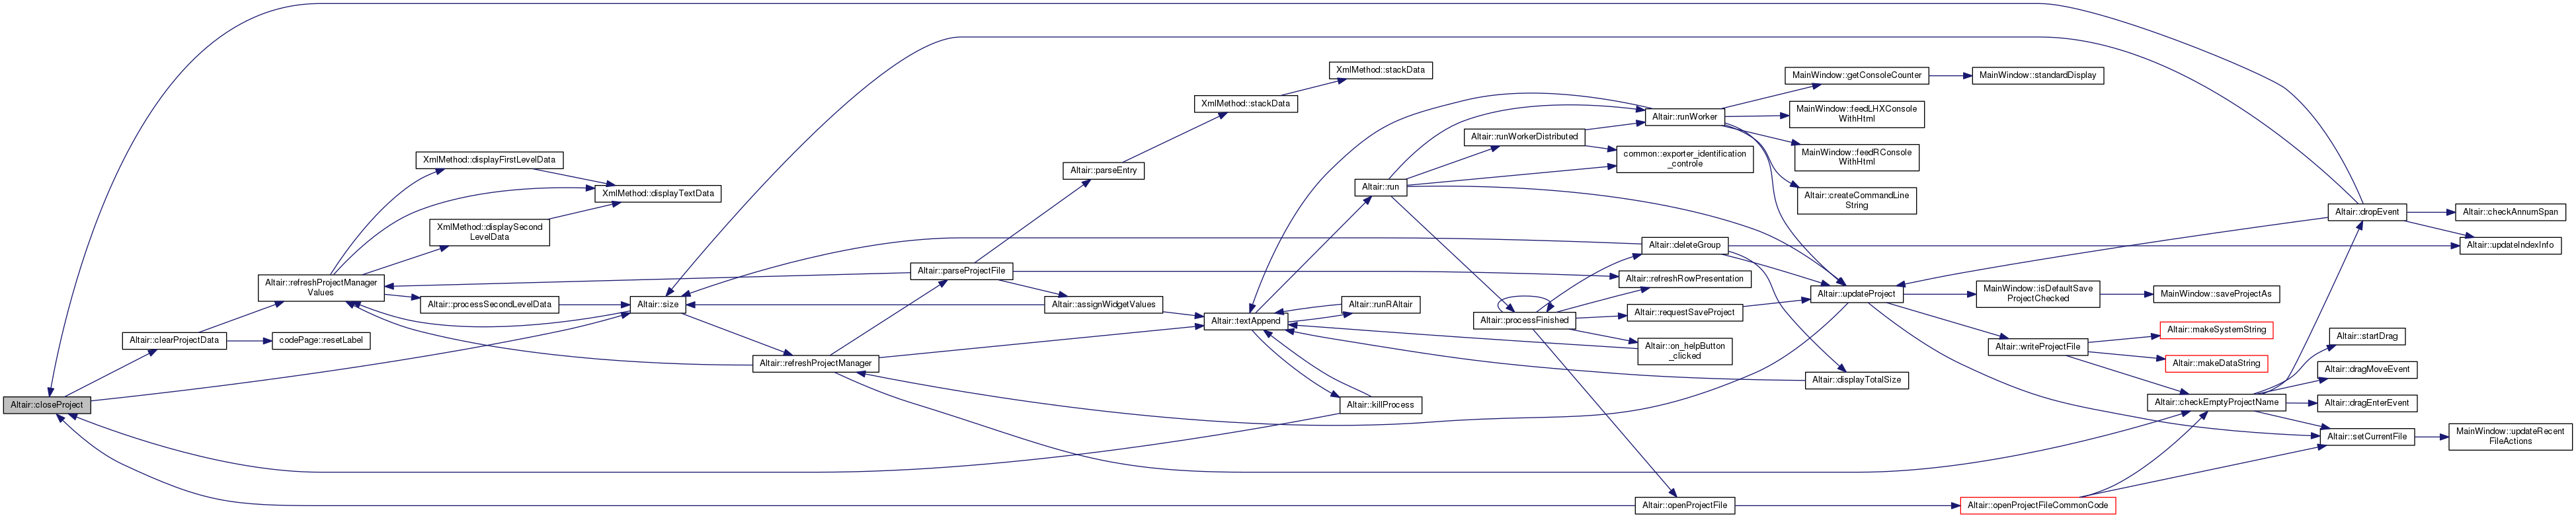 Altair::closeProject
Altair::clearProjectData
Altair::refreshProjectManager
Values
codePage::resetLabel
XmlMethod::displayFirstLevelData
XmlMethod::displaySecond
LevelData
Altair::processSecondLevelData
XmlMethod::displayTextData
Altair::size
Altair::refreshProjectManager
Altair::parseProjectFile
Altair::parseEntry
Altair::assignWidgetValues
XmlMethod::stackData
XmlMethod::stackData
Altair::textAppend
Altair::run
Altair::runRAltair
Altair::killProcess
Altair::runWorkerDistributed
Altair::processFinished
Altair::runWorker
common::exporter_identification
_controle
Altair::deleteGroup
Altair::refreshRowPresentation
Altair::requestSaveProject
Altair::on_helpButton
_clicked
Altair::openProjectFile
MainWindow::getConsoleCounter
MainWindow::feedLHXConsole
WithHtml
MainWindow::feedRConsole
WithHtml
Altair::createCommandLine
String
Altair::updateProject
Altair::displayTotalSize
MainWindow::standardDisplay
MainWindow::isDefaultSave
ProjectChecked
Altair::writeProjectFile
Altair::openProjectFileCommonCode
MainWindow::saveProjectAs
Altair::makeSystemString
Altair::makeDataString
Altair::checkEmptyProjectName
Altair::dropEvent
Altair::startDrag
Altair::dragMoveEvent
Altair::dragEnterEvent
Altair::setCurrentFile
Altair::checkAnnumSpan
Altair::updateIndexInfo
MainWindow::updateRecent
FileActions